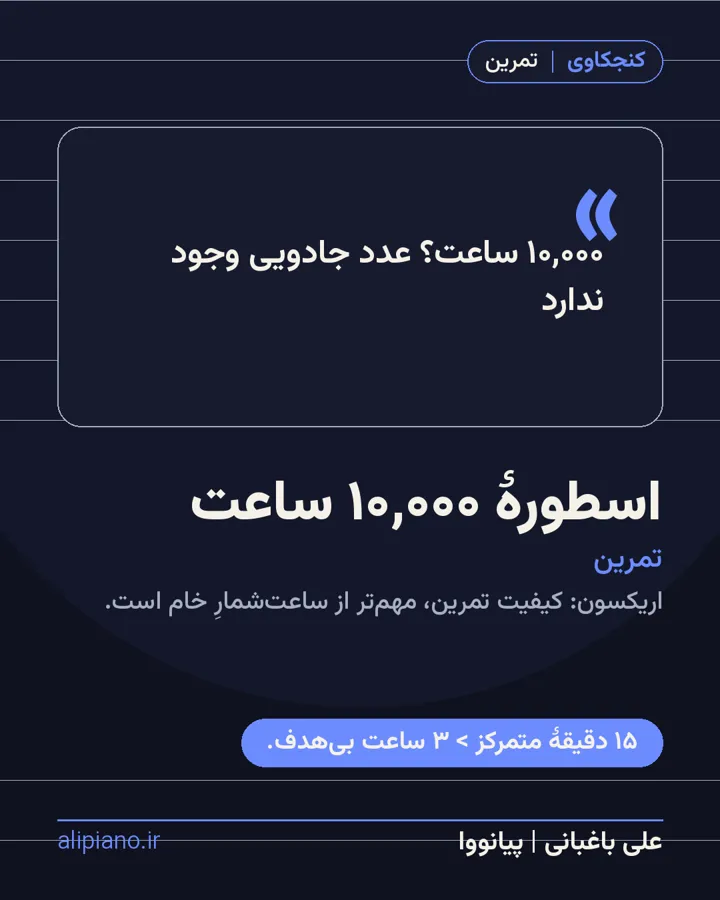 کنجکاوی | تمرین
«
۱۰,۰۰۰ ساعت؟ عدد جادویی وجود
ندارد
اسطورهٔ ۱۰,۰۰۰ ساعت
تمرین
اریکسون: کیفیت تمرین، مهم‌تر از ساعت‌شمارِ خام است.
۱۵ دقیقهٔ متمرکز > ۳ ساعت بی‌هدف.
علی باغبانی | پیانووا
alipiano.ir